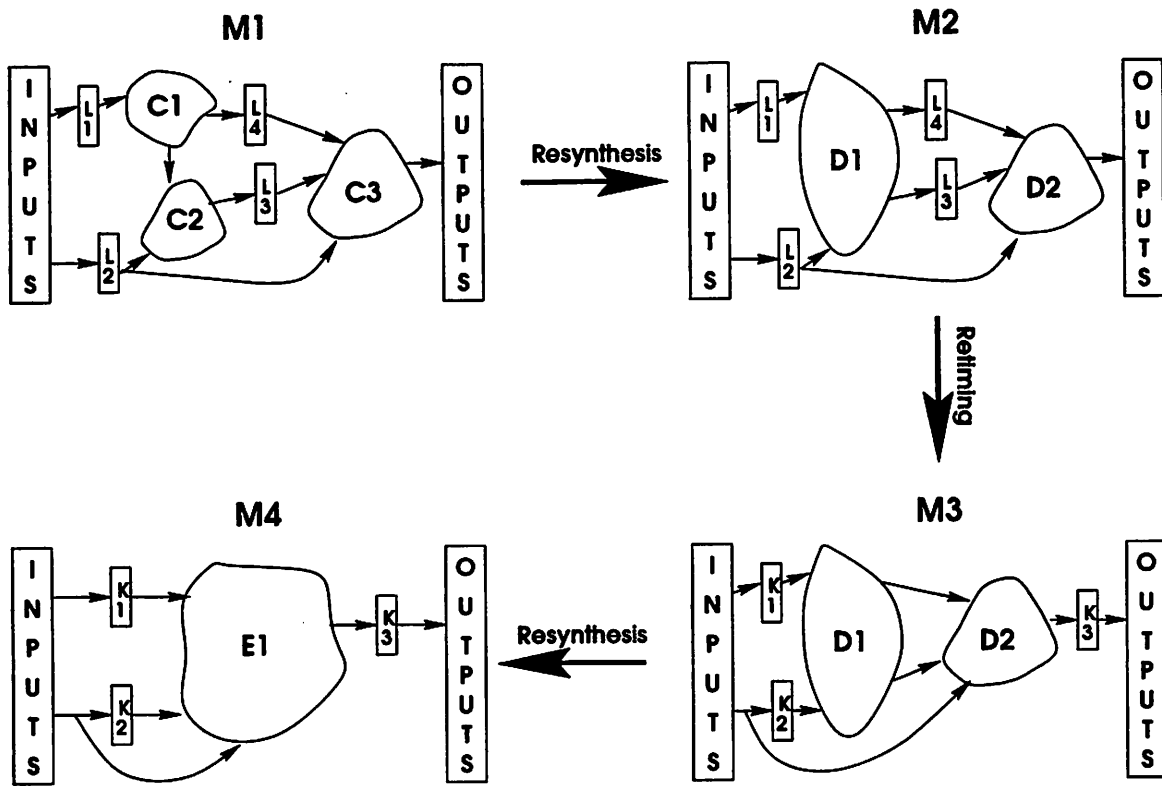 M1
INPUTS
L1
C1
L4
C2
L3
C3
L2
OUTPUTS
Resynthesis
M2
INPUTS
L1
D1
L4
L3
D2
L2
OUTPUTS
Retiming
M4
INPUTS
K1
E1
K3
K2
OUTPUTS
Resynthesis
M3
INPUTS
K1
D1
D2
K3
K2
OUTPUTS